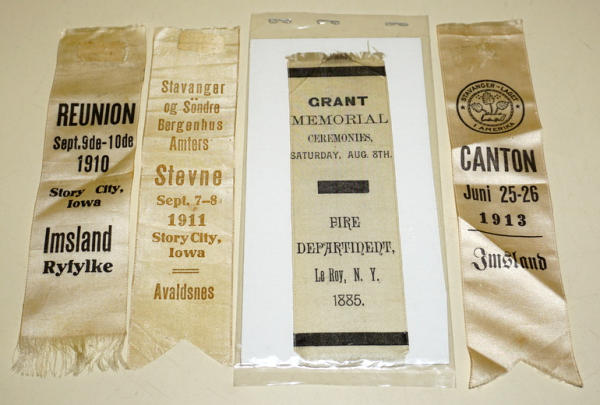 REUNION
Sept. 9de-10de
1910
Story City,
Iowa
Imsland
Ryfylke
Stavanger
og Söndre
Bergenhus
Amters
Stevne
Sept. 7-8
1911
Story City,
Iowa
Avaldsnes
GRANT
MEMORIAL
CEREMONIES,
SATURDAY, AUG. 8TH.
FIRE
DEPARTMENT,
Le Roy, N. Y.
1885.
STAVANGER-LAGET
I AMERIKA
CANTON
Juni 25-26
1913
Imsland